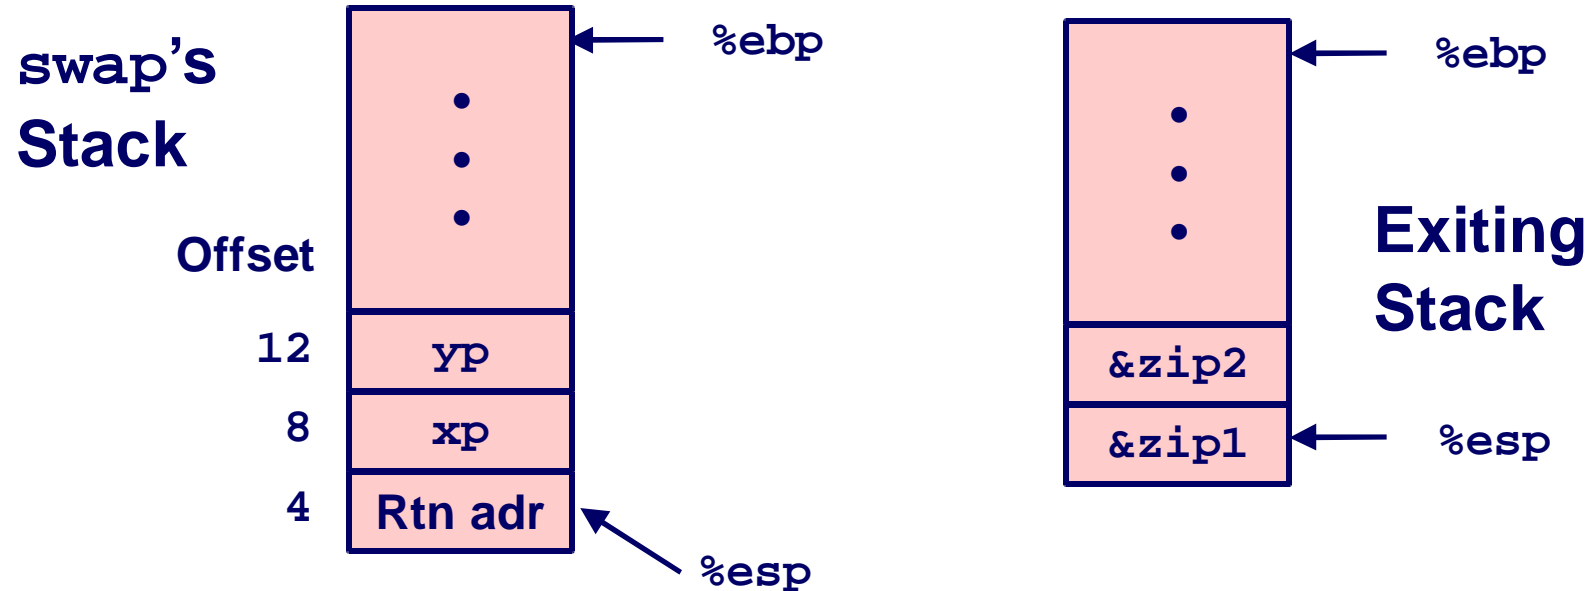 swap's
Stack
%ebp
Offset
12 yp
8 xp
4 Rtn adr
%esp
%ebp
Exiting
Stack
&zip2
&zip1
%esp